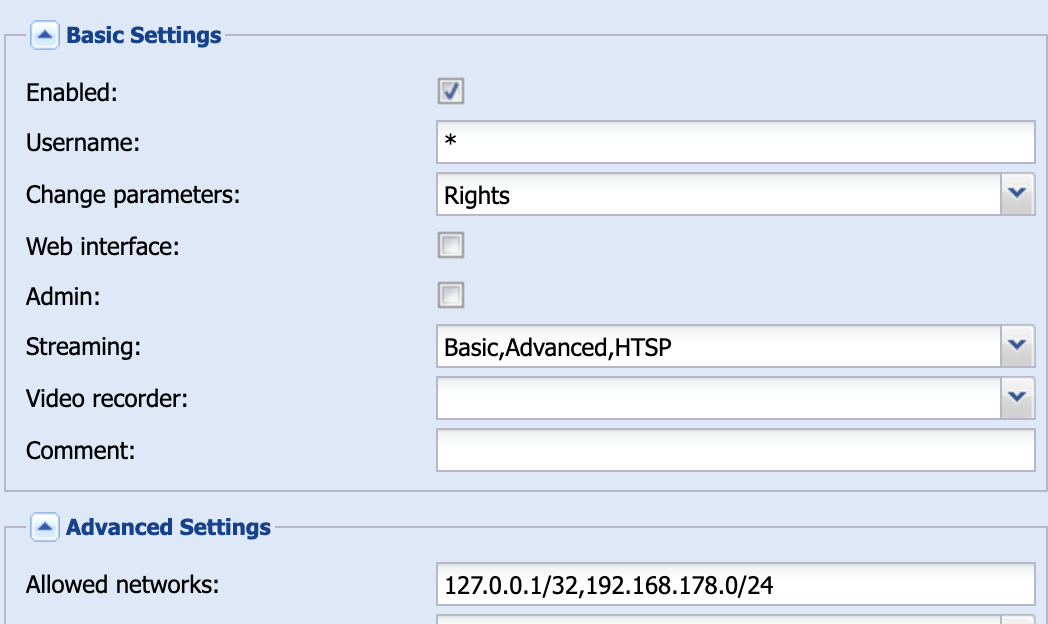 Basic Settings
Enabled:
Username: *
Change parameters: Rights
Web interface:
Admin:
Streaming: Basic,Advanced,HTSP
Video recorder:
Comment:
Advanced Settings
Allowed networks: 127.0.0.1/32,192.168.178.0/24